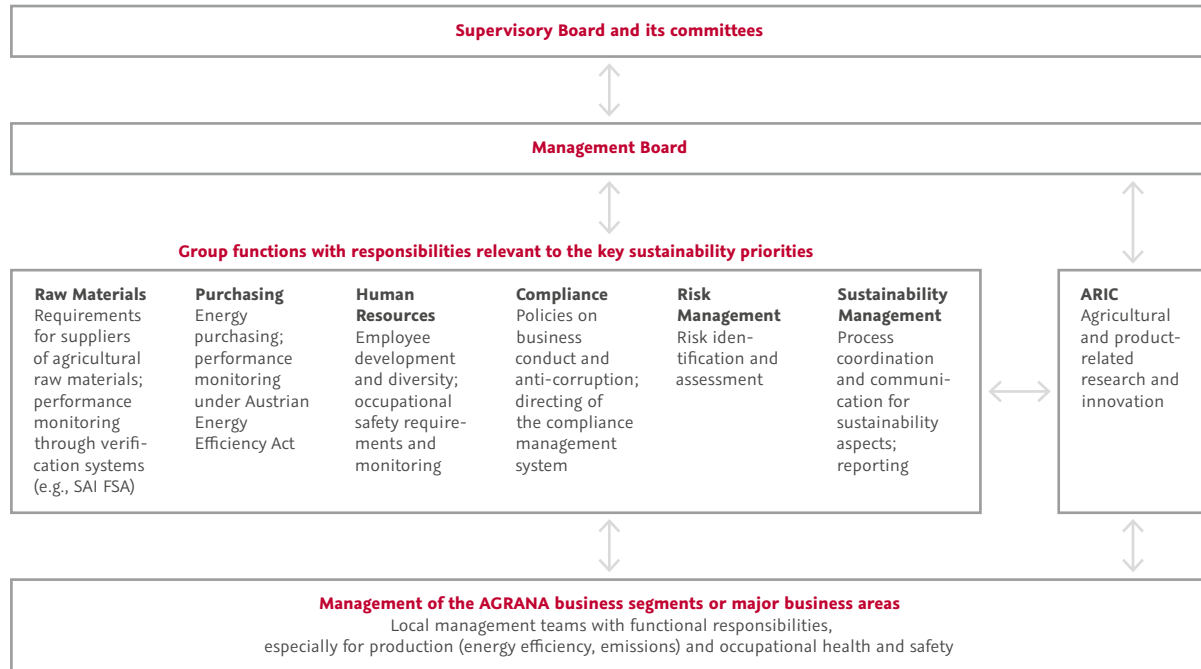 Supervisory Board and its committees
Management Board
Group functions with responsibilities relevant to the key sustainability priorities
Raw Materials
Requirements
for suppliers
of agricultural
raw materials;
performance
monitoring
through verifi-
cation systems
(e.g., SAI FSA)
Purchasing
Energy
purchasing;
performance
monitoring
under Austrian
Energy
Efficiency Act
Human
Resources
Employee
development
and diversity;
occupational
safety require-
ments and
monitoring
Compliance
Policies on
business
conduct and
anti-corruption;
directing of
the compliance
management
system
Risk
Management
Risk iden-
tification and
assessment
Sustainability
Management
Process
coordination
and communi-
cation for
sustainability
aspects;
reporting
ARIC
Agricultural
and product-
related
research and
innovation
Management of the AGRANA business segments or major business areas
Local management teams with functional responsibilities,
especially for production (energy efficiency, emissions) and occupational health and safety